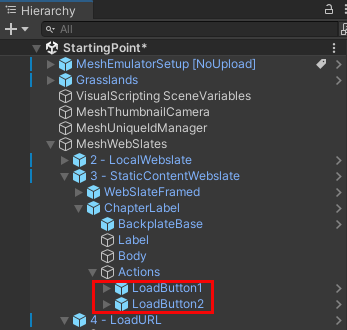 Hierarchy
All
StartingPoint*
MeshEmulatorSetup [NoUpload]
Grasslands
VisualScripting SceneVariables
MeshThumbnailCamera
MeshUniqueIdManager
MeshWebSlates
2 - LocalWebslate
3 - StaticContentWebslate
WebSlateFramed
ChapterLabel
BackplateBase
Label
Body
Actions
LoadButton1
LoadButton2
4 - LoadURL